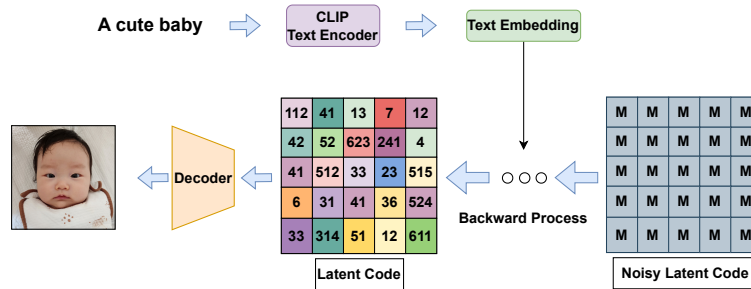 A cute baby
CLIP
Text Encoder
Text Embedding
112 41 13 7 12
42 52 623 241 4
41 512 33 23 515
6 31 41 36 524
33 314 51 12 611
M M M M M
M M M M M
M M M M M
M M M M M
M M M M M
Decoder
Backward Process
Latent Code
Noisy Latent Code